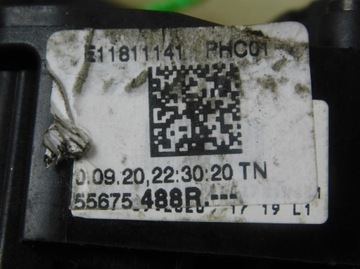 E11811141 PHC01
0.09.20,22:30:20 TN
55675 488R.---
17 19 L1